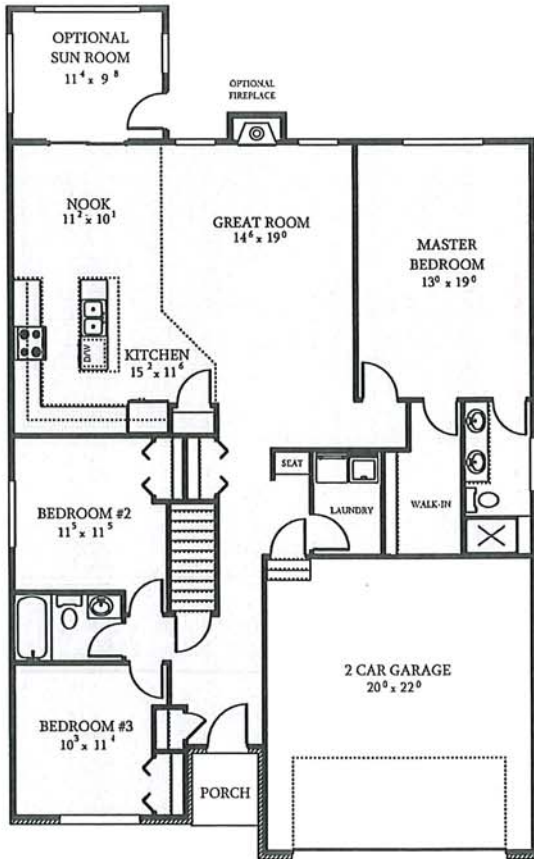 OPTIONAL
SUN ROOM
11⁴ x 9⁸
OPTIONAL
FIREPLACE
NOOK
11² x 10¹
GREAT ROOM
14⁶ x 19⁰
MASTER
BEDROOM
13⁰ x 19⁰
D/W
KITCHEN
15² x 11⁶
SEAT
LAUNDRY
WALK-IN
BEDROOM #2
11⁵ x 11⁵
2 CAR GARAGE
20⁰ x 22⁰
BEDROOM #3
10³ x 11⁴
PORCH